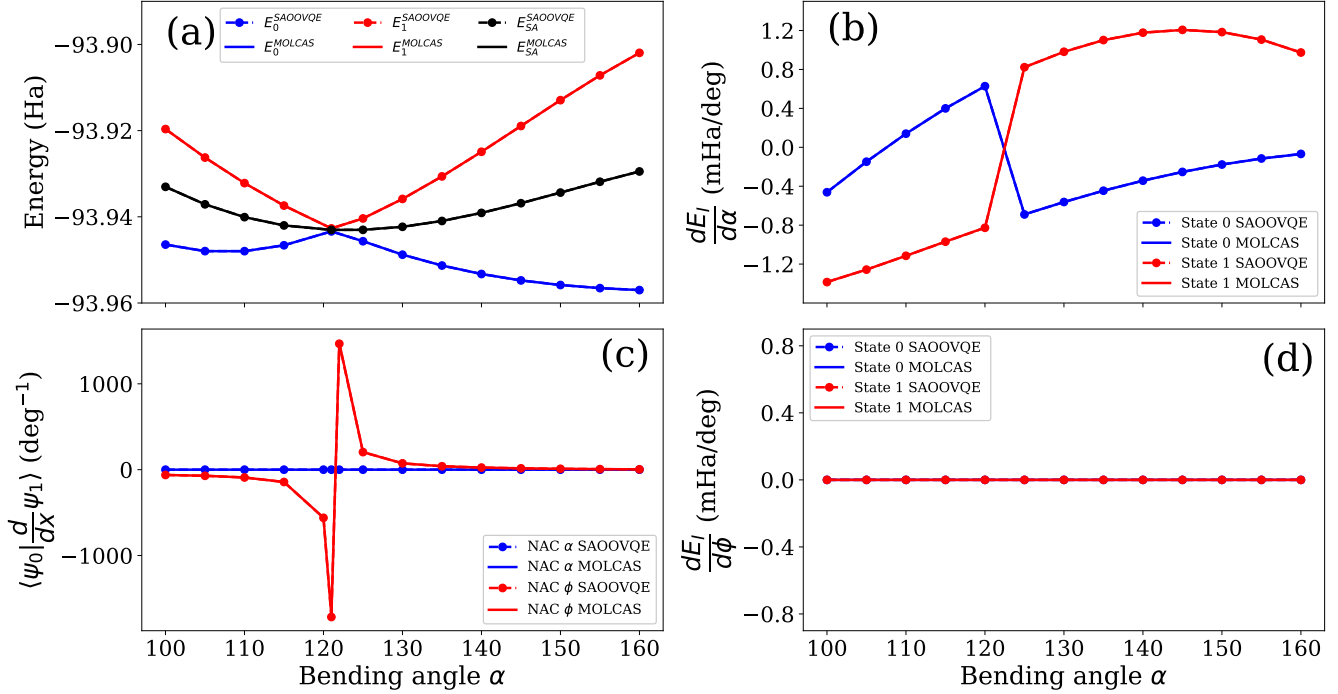 (a)
E_0^{SAOOVQE} E_1^{SAOOVQE} E_{SA}^{SAOOVQE}
E_0^{MOLCAS} E_1^{MOLCAS} E_{SA}^{MOLCAS}
Energy (Ha)
−93.90
−93.92
−93.94
−93.96
(b)
dE_I/dα (mHa/deg)
1.2
0.8
0.4
0.0
−0.4
−0.8
−1.2
State 0 SAOOVQE
State 0 MOLCAS
State 1 SAOOVQE
State 1 MOLCAS
(c)
⟨ψ_0|d/dx ψ_1⟩ (deg^{−1})
1000
0
−1000
NAC α SAOOVQE
NAC α MOLCAS
NAC ϕ SAOOVQE
NAC ϕ MOLCAS
100 110 120 130 140 150 160
Bending angle α
(d)
dE_I/dϕ (mHa/deg)
0.8
0.4
0.0
−0.4
−0.8
State 0 SAOOVQE
State 0 MOLCAS
State 1 SAOOVQE
State 1 MOLCAS
100 110 120 130 140 150 160
Bending angle α